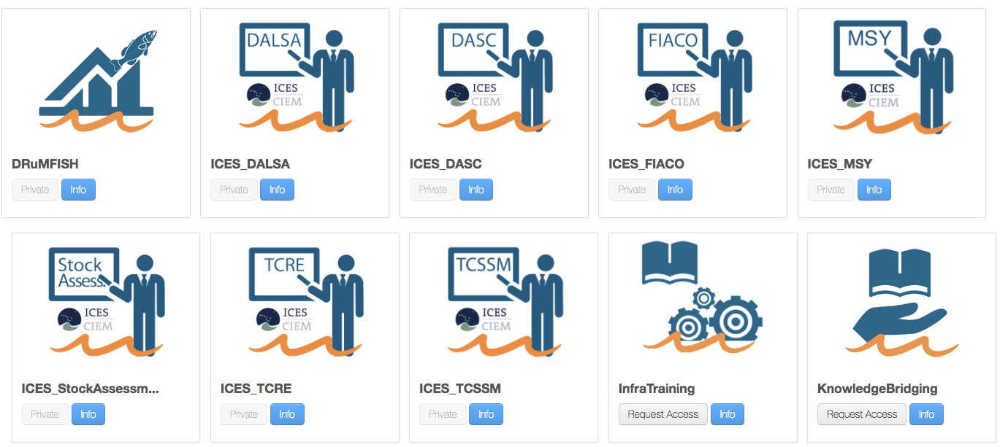 DALSA
ICES
CIEM
DASC
ICES
CIEM
FIACO
ICES
CIEM
MSY
ICES
CIEM
DRuMFISH
ICES_DALSA
ICES_DASC
ICES_FIACO
ICES_MSY
Private Info
Private Info
Private Info
Private Info
Private Info
Stock
Assess.
ICES
CIEM
TCRE
ICES
CIEM
TCSSM
ICES
CIEM
ICES_StockAssessm...
ICES_TCRE
ICES_TCSSM
InfraTraining
KnowledgeBridging
Private Info
Private Info
Private Info
Request Access Info
Request Access Info